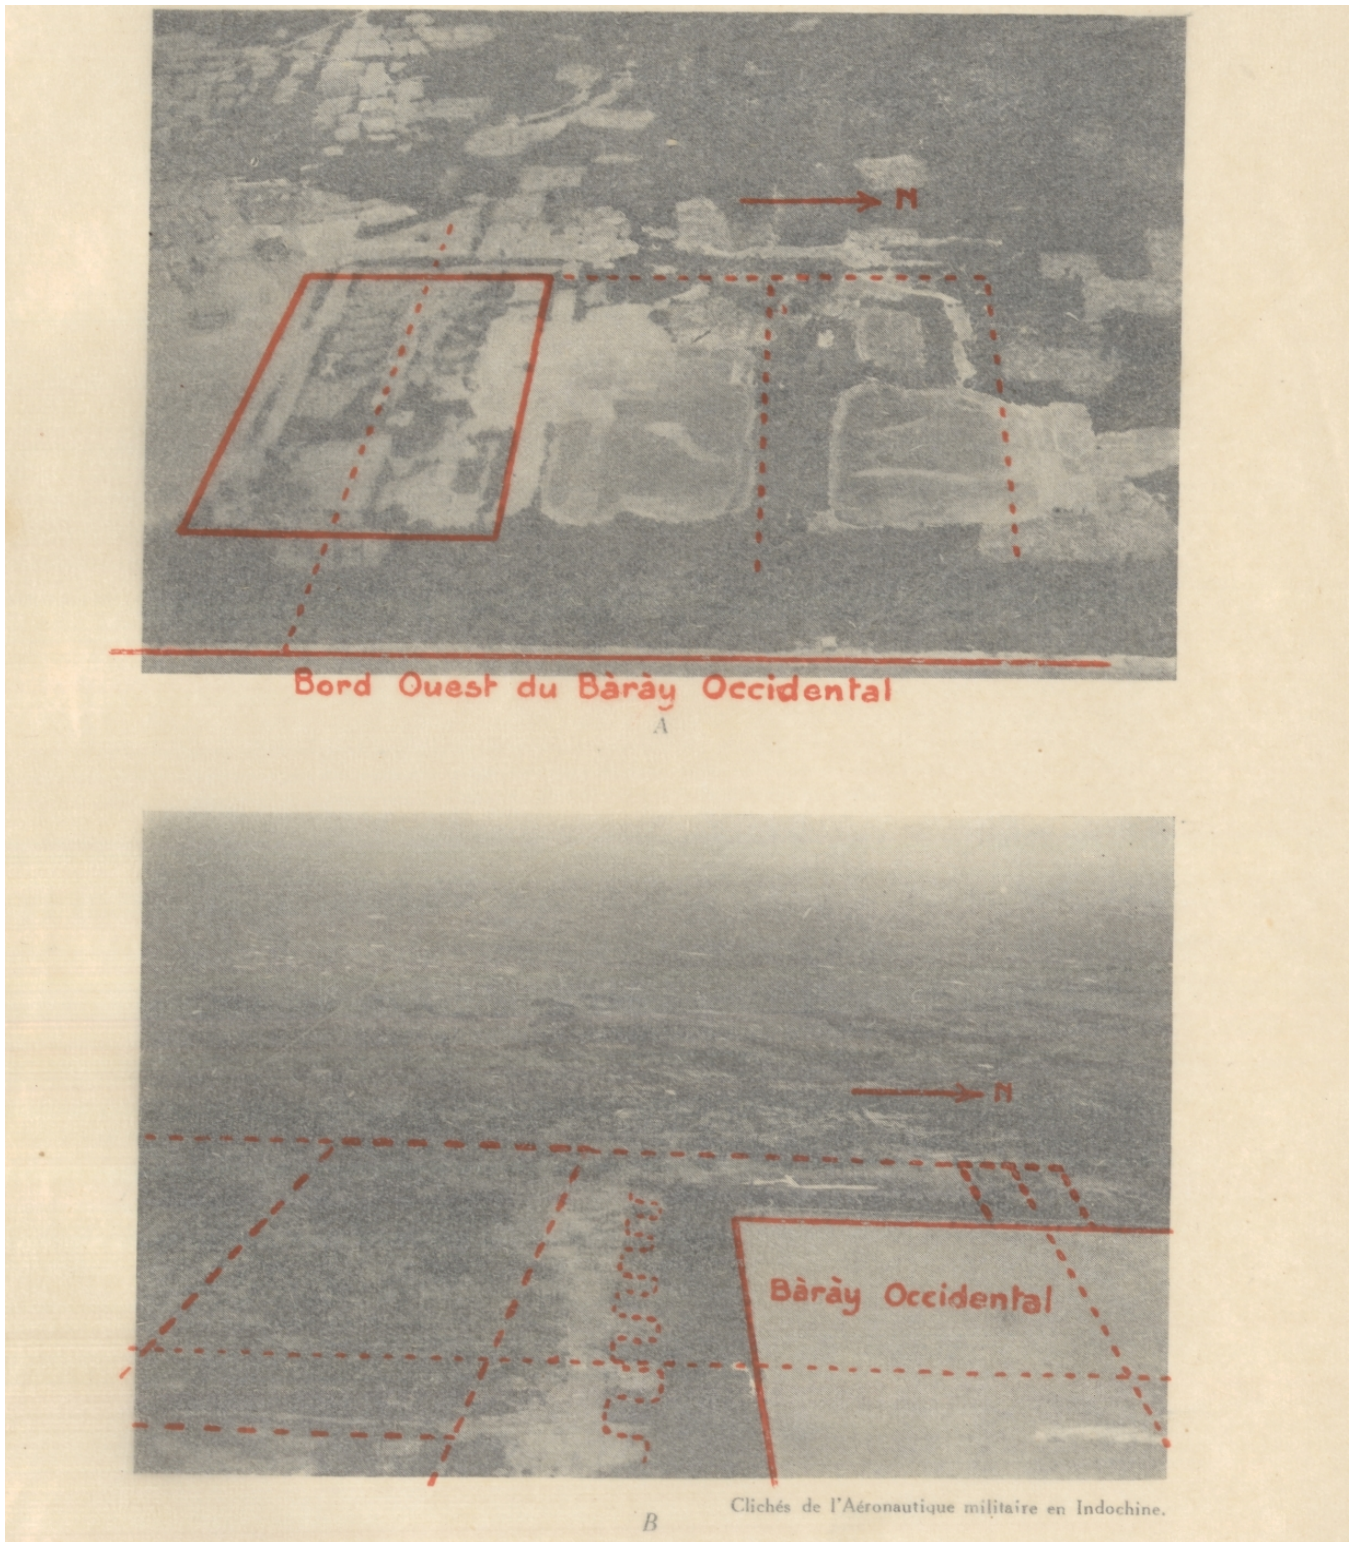 N
Bord Ouest du Bàrày Occidental
A
N
Bàrày Occidental
Clichés de l'Aéronautique militaire en Indochine.
B